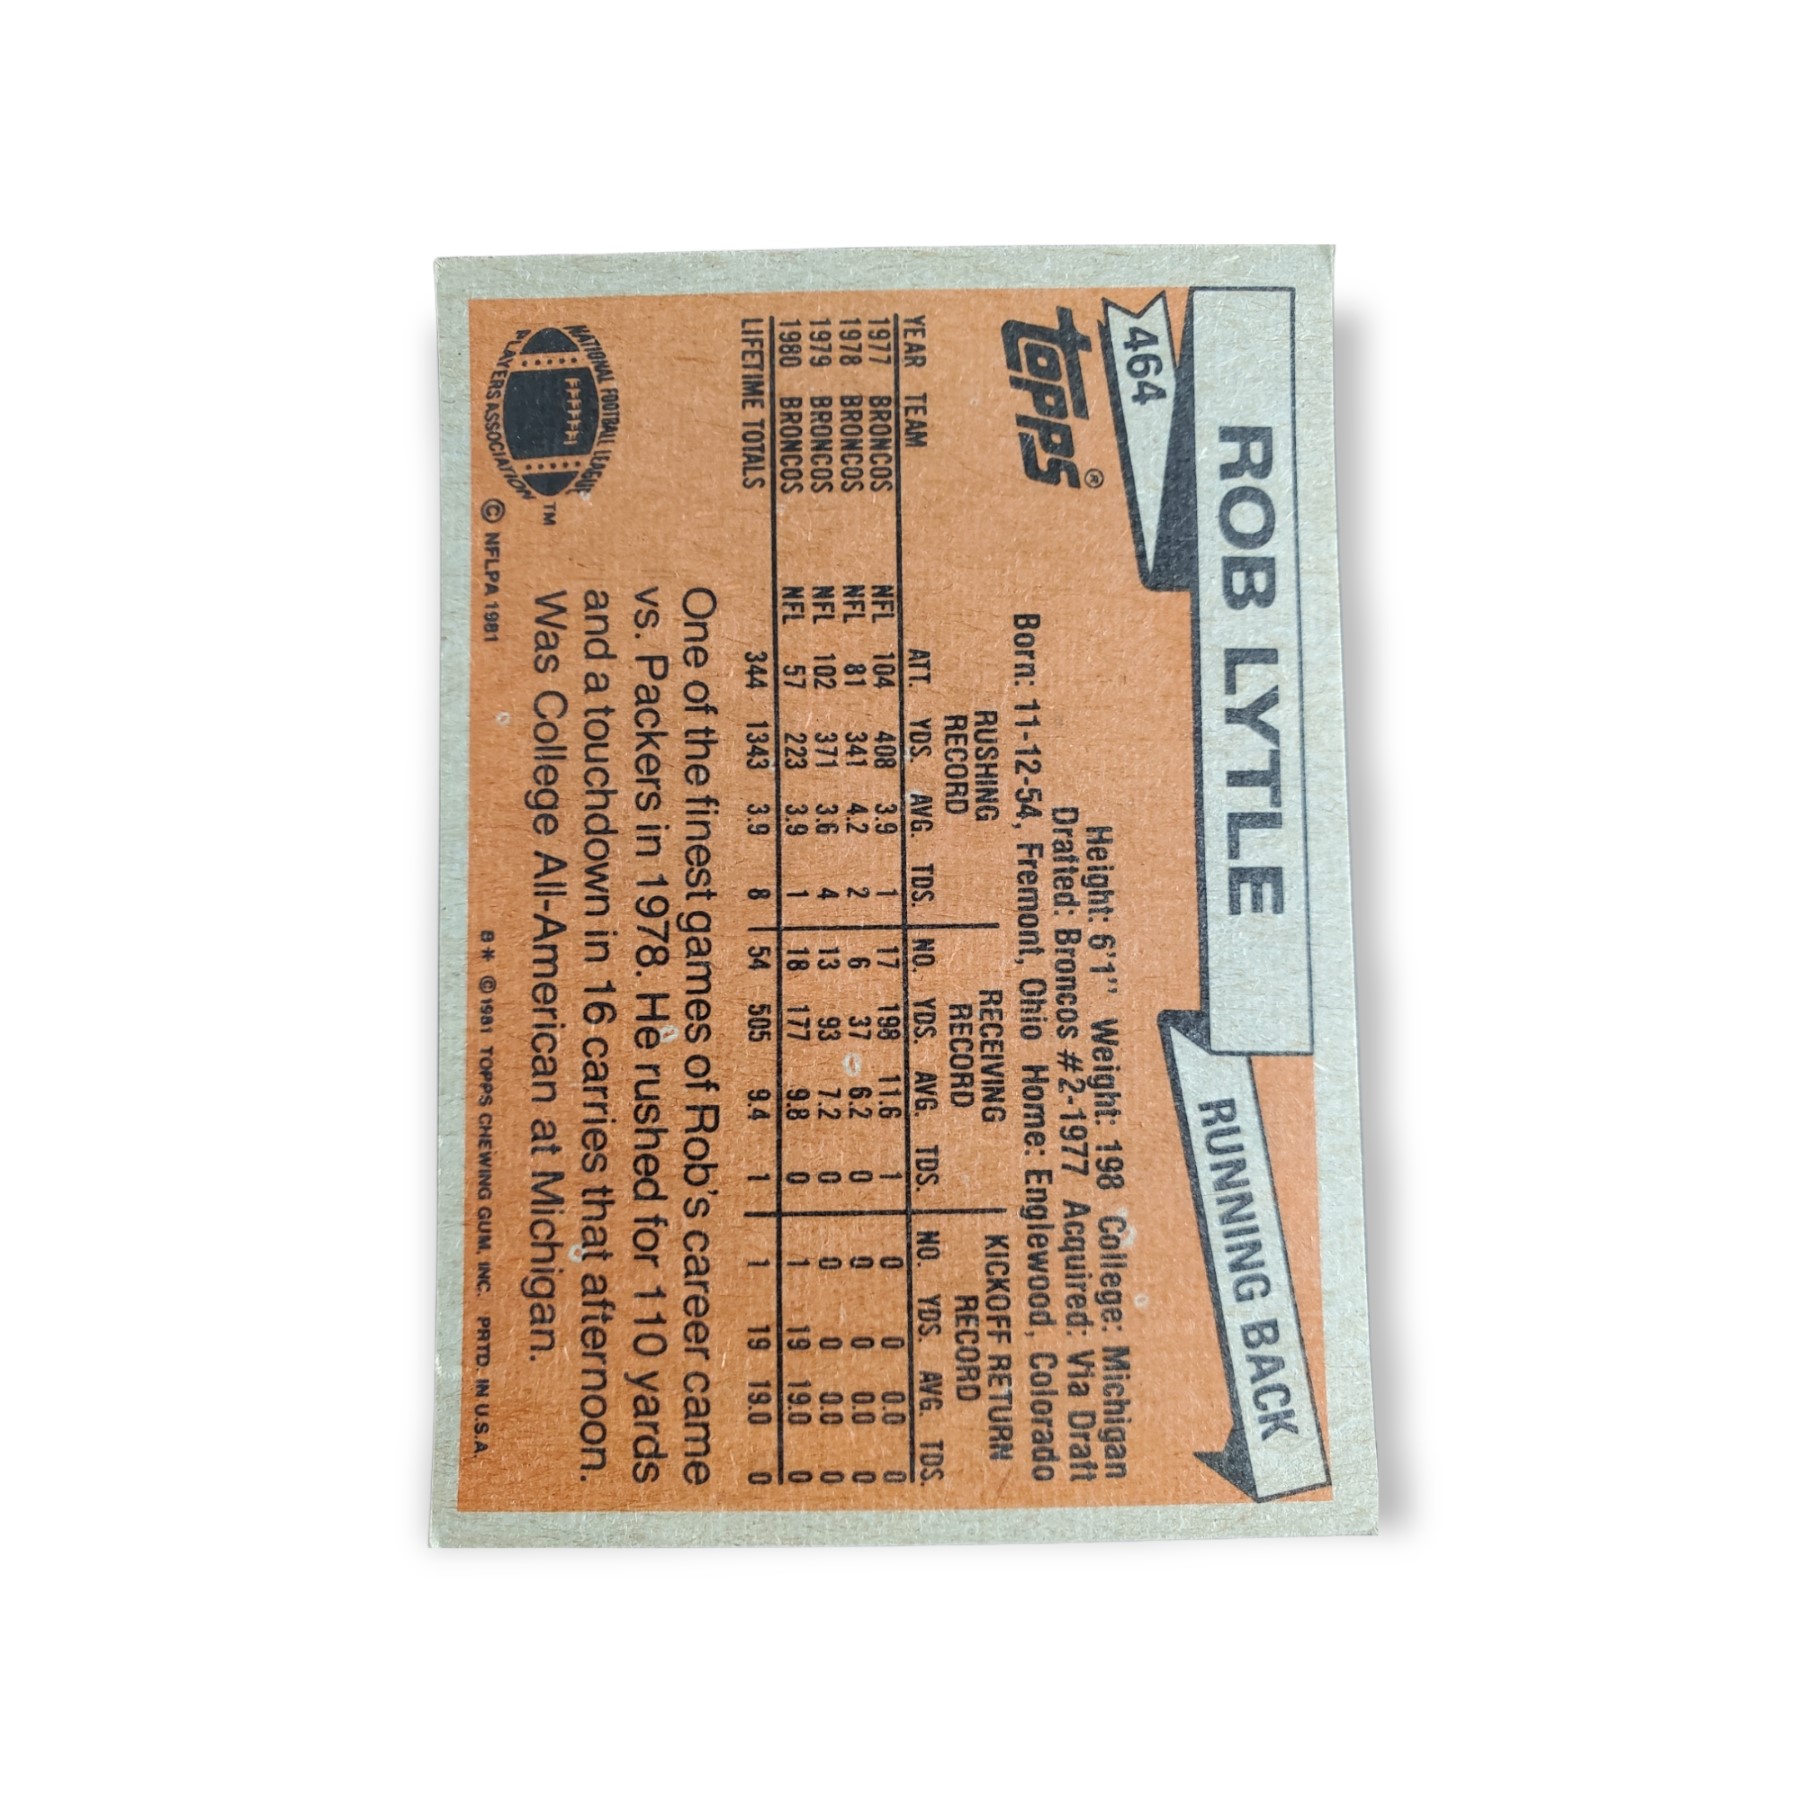 ROB LYTLE
RUNNING BACK
464
topps®
Height: 6'1" Weight: 198 College: Michigan
Drafted: Broncos #2-1977 Acquired: Via Draft
Born: 11-12-54, Fremont, Ohio Home: Englewood, Colorado
RUSHING RECORD RECEIVING RECORD KICKOFF RETURN RECORD
YEAR TEAM ATT. YDS. AVG. TDS. NO. YDS. AVG. TDS. NO. YDS. AVG. TDS.
1977 BRONCOS NFL 104 408 3.9 1 17 198 11.6 1 0 0 0.0 0
1978 BRONCOS NFL 81 341 4.2 2 6 37 6.2 0 0 0 0.0 0
1979 BRONCOS NFL 102 371 3.6 4 13 93 7.2 0 0 0 0.0 0
1980 BRONCOS NFL 57 223 3.9 1 18 177 9.8 0 1 19 19.0 0
LIFETIME TOTALS 344 1343 3.9 8 54 505 9.4 1 1 19 19.0 0
One of the finest games of Rob's career came
vs. Packers in 1978. He rushed for 110 yards
and a touchdown in 16 carries that afternoon.
Was College All-American at Michigan.
NATIONAL FOOTBALL LEAGUE
PLAYERS ASSOCIATION
TM
© NFLPA 1981
B* © 1981 TOPPS CHEWING GUM, INC. PRTD. IN U.S.A.